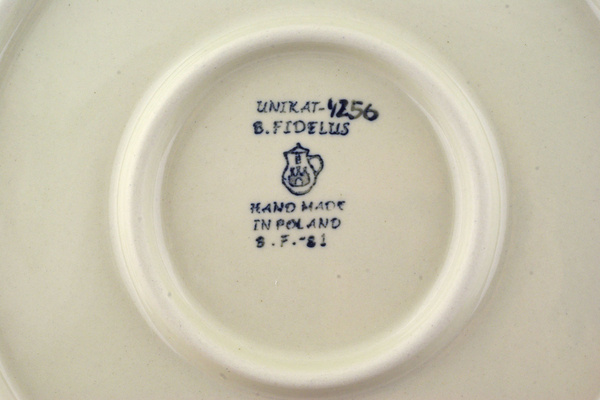 UNIKAT-4256
B.FIDELUS
HAND MADE
IN POLAND
B.F.-81